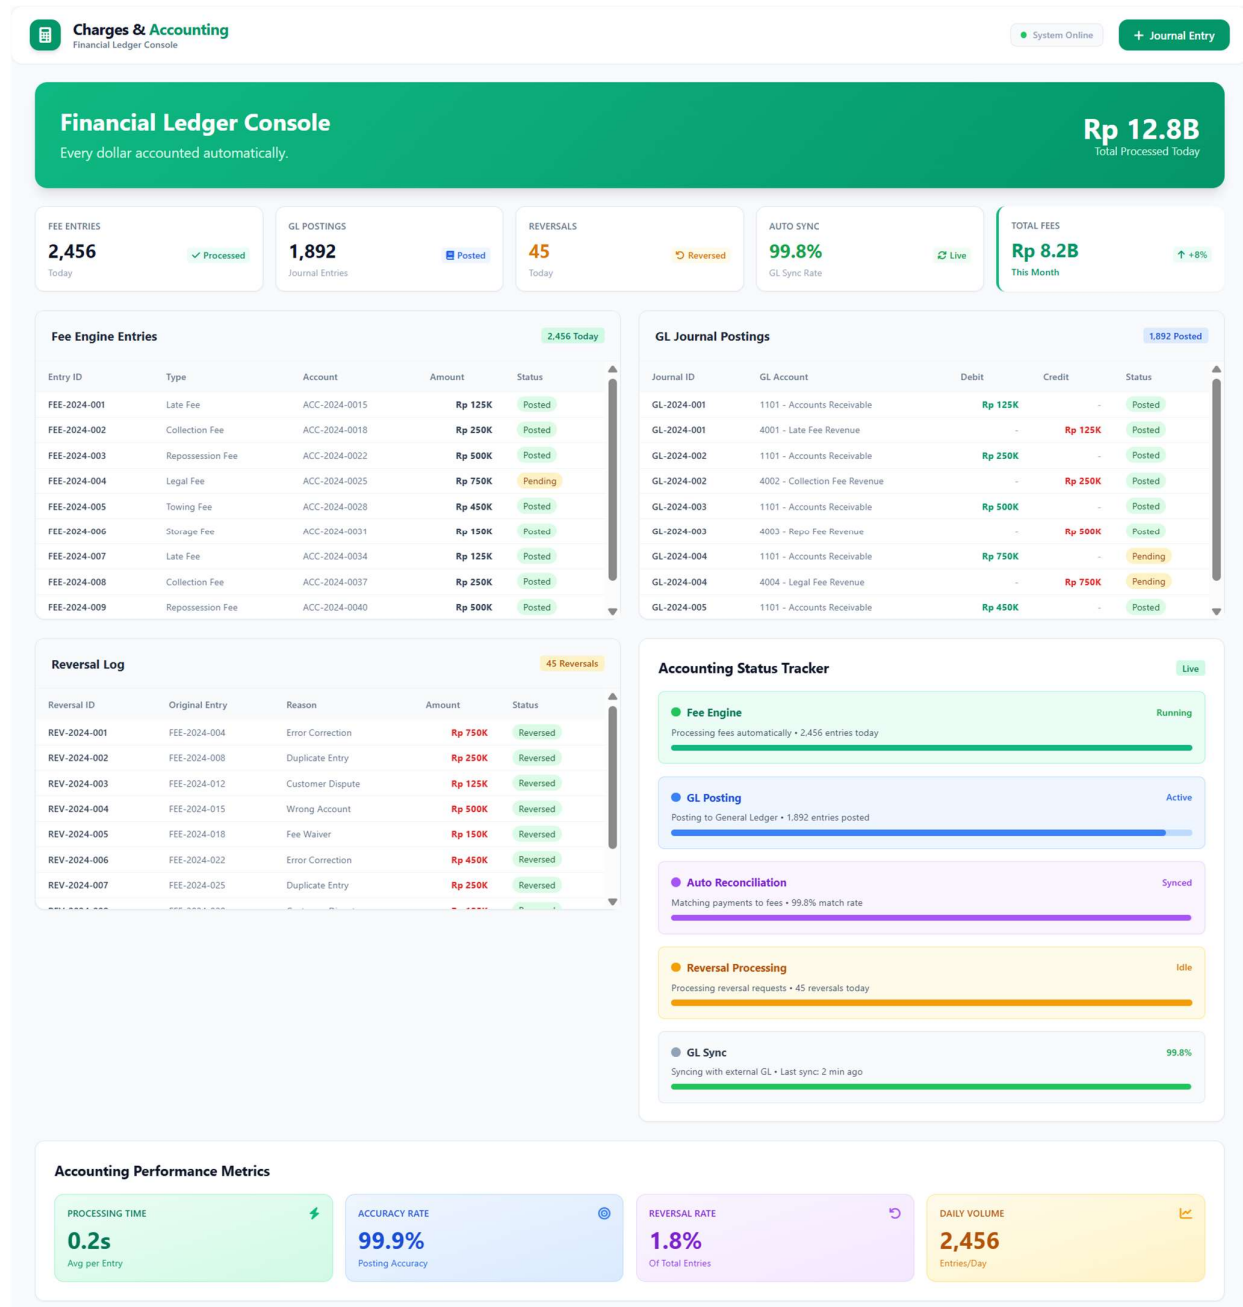 Charges & Accounting
Financial Ledger Console
System Online
+ Journal Entry
Financial Ledger Console
Every dollar accounted automatically.
Rp 12.8B
Total Processed Today
FEE ENTRIES
2,456
Processed
Today
GL POSTINGS
1,892
Posted
Journal Entries
REVERSALS
45
Reversed
Today
AUTO SYNC
99.8%
Live
GL Sync Rate
TOTAL FEES
Rp 8.2B
+8%
This Month
Fee Engine Entries
2,456 Today
Entry ID Type Account Amount Status
FEE-2024-001 Late Fee ACC-2024-0015 Rp 125K Posted
FEE-2024-002 Collection Fee ACC-2024-0018 Rp 250K Posted
FEE-2024-003 Repossession Fee ACC-2024-0022 Rp 500K Posted
FEE-2024-004 Legal Fee ACC-2024-0025 Rp 750K Pending
FEE-2024-005 Towing Fee ACC-2024-0028 Rp 450K Posted
FEE-2024-006 Storage Fee ACC-2024-0031 Rp 150K Posted
FEE-2024-007 Late Fee ACC-2024-0034 Rp 125K Posted
FEE-2024-008 Collection Fee ACC-2024-0037 Rp 250K Posted
FEE-2024-009 Repossession Fee ACC-2024-0040 Rp 500K Posted
GL Journal Postings
1,892 Posted
Journal ID GL Account Debit Credit Status
GL-2024-001 1101 - Accounts Receivable Rp 125K - Posted
GL-2024-001 4001 - Late Fee Revenue - Rp 125K Posted
GL-2024-002 1101 - Accounts Receivable Rp 250K - Posted
GL-2024-002 4002 - Collection Fee Revenue - Rp 250K Posted
GL-2024-003 1101 - Accounts Receivable Rp 500K - Posted
GL-2024-003 4003 - Repo Fee Revenue - Rp 500K Posted
GL-2024-004 1101 - Accounts Receivable Rp 750K - Pending
GL-2024-004 4004 - Legal Fee Revenue - Rp 750K Pending
GL-2024-005 1101 - Accounts Receivable Rp 450K - Posted
Reversal Log
45 Reversals
Reversal ID Original Entry Reason Amount Status
REV-2024-001 FEE-2024-004 Error Correction Rp 750K Reversed
REV-2024-002 FEE-2024-008 Duplicate Entry Rp 250K Reversed
REV-2024-003 FEE-2024-012 Customer Dispute Rp 125K Reversed
REV-2024-004 FEE-2024-015 Wrong Account Rp 500K Reversed
REV-2024-005 FEE-2024-018 Fee Waiver Rp 150K Reversed
REV-2024-006 FEE-2024-022 Error Correction Rp 450K Reversed
REV-2024-007 FEE-2024-025 Duplicate Entry Rp 250K Reversed
Accounting Status Tracker
Live
Fee Engine
Running
Processing fees automatically • 2,456 entries today
GL Posting
Active
Posting to General Ledger • 1,892 entries posted
Auto Reconciliation
Synced
Matching payments to fees • 99.8% match rate
Reversal Processing
Idle
Processing reversal requests • 45 reversals today
GL Sync
99.8%
Syncing with external GL • Last sync: 2 min ago
Accounting Performance Metrics
PROCESSING TIME
0.2s
Avg per Entry
ACCURACY RATE
99.9%
Posting Accuracy
REVERSAL RATE
1.8%
Of Total Entries
DAILY VOLUME
2,456
Entries/Day